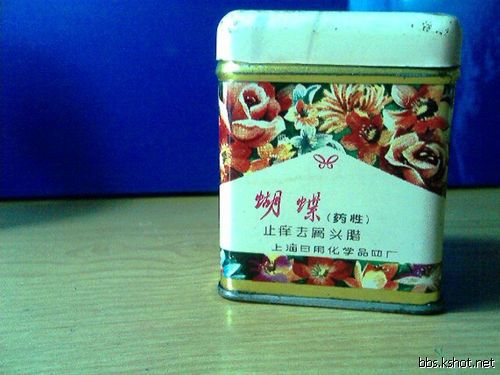 蝴蝶(药性)
止痒去屑头腊
上海日用化学品四厂
bbs.kshot.net